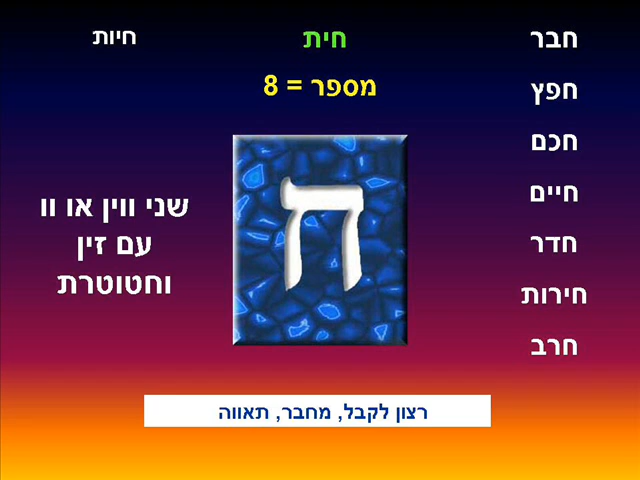 חבר
חפץ
חכם
חיים
חדר
חירות
חרב
חית
מספר = 8
ח
חיות
שני ווין או וו
עם זין
וחטוטרת
רצון לקבל, מחבר, תאווה